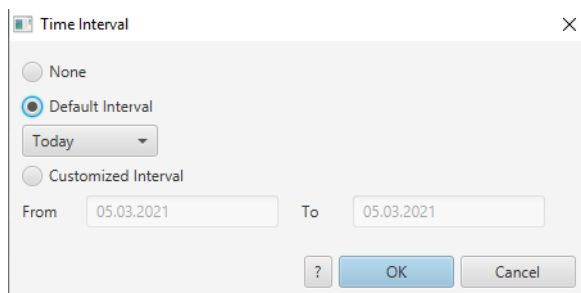 Time Interval
None
Default Interval
Today
Customized Interval
From 05.03.2021 To 05.03.2021
? OK Cancel